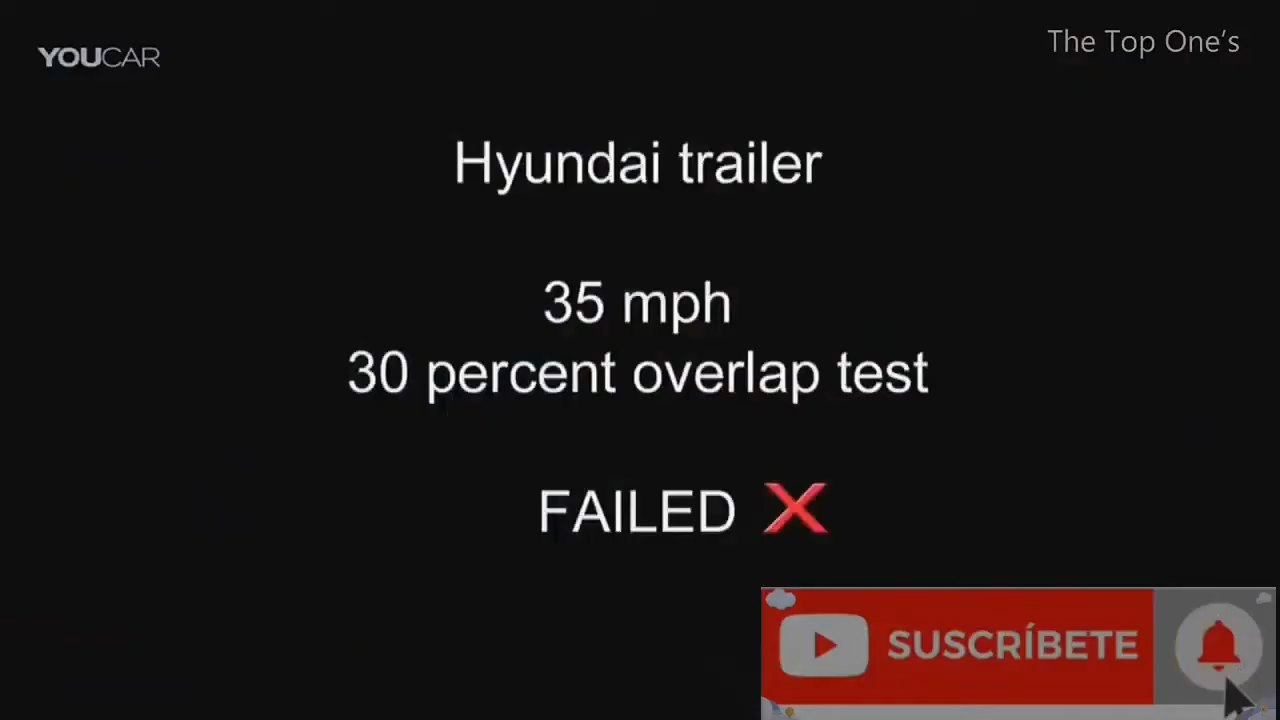 YOUCAR
The Top One’s
Hyundai trailer
35 mph
30 percent overlap test
FAILED ❌
SUSCRÍBETE